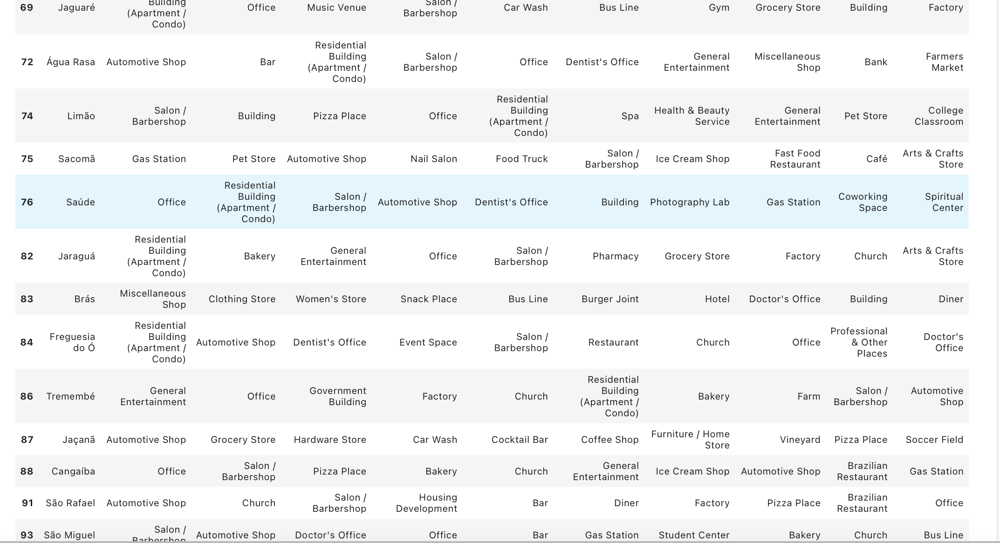 69 Jaguaré Building (Apartment / Condo) Office Music Venue Salon / Barbershop Car Wash Bus Line Gym Grocery Store Building Factory
72 Água Rasa Automotive Shop Bar Residential Building (Apartment / Condo) Salon / Barbershop Office Dentist's Office General Entertainment Miscellaneous Shop Bank Farmers Market
74 Limão Salon / Barbershop Building Pizza Place Office Residential Building (Apartment / Condo) Spa Health & Beauty Service General Entertainment Pet Store College Classroom
75 Sacomã Gas Station Pet Store Automotive Shop Nail Salon Food Truck Salon / Barbershop Ice Cream Shop Fast Food Restaurant Café Arts & Crafts Store
76 Saúde Office Residential Building (Apartment / Condo) Salon / Barbershop Automotive Shop Dentist's Office Building Photography Lab Gas Station Coworking Space Spiritual Center
82 Jaraguá Residential Building (Apartment / Condo) Bakery General Entertainment Office Salon / Barbershop Pharmacy Grocery Store Factory Church Arts & Crafts Store
83 Brás Miscellaneous Shop Clothing Store Women's Store Snack Place Bus Line Burger Joint Hotel Doctor's Office Building Diner
84 Freguesia do Ó Residential Building (Apartment / Condo) Automotive Shop Dentist's Office Event Space Salon / Barbershop Restaurant Church Office Professional & Other Places Doctor's Office
86 Tremembé General Entertainment Office Government Building Factory Church Residential Building (Apartment / Condo) Bakery Farm Salon / Barbershop Automotive Shop
87 Jaçanã Automotive Shop Grocery Store Hardware Store Car Wash Cocktail Bar Coffee Shop Furniture / Home Store Vineyard Pizza Place Soccer Field
88 Cangaíba Office Salon / Barbershop Pizza Place Bakery Church General Entertainment Ice Cream Shop Automotive Shop Brazilian Restaurant Gas Station
91 São Rafael Automotive Shop Church Salon / Barbershop Housing Development Bar Diner Factory Pizza Place Brazilian Restaurant Office
93 São Miguel Salon / Barbershop Automotive Shop Doctor's Office Office Bar Gas Station Student Center Bakery Church Bus Line